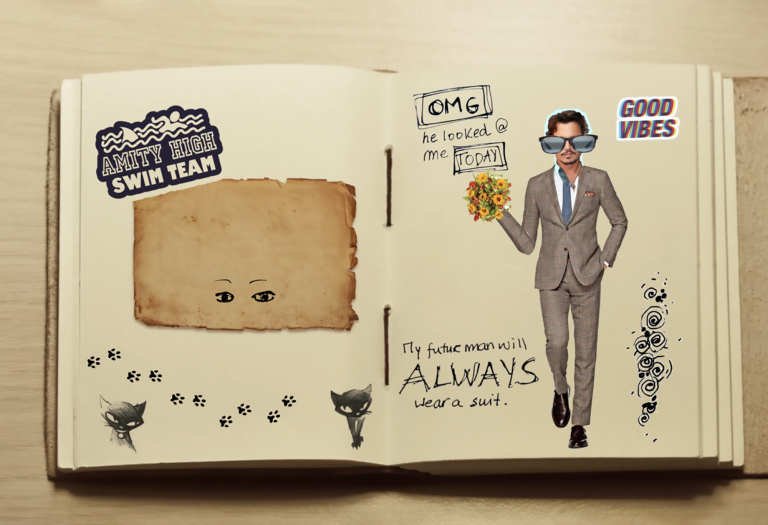 AMITY HIGH
SWIM TEAM
OMG
he looked @
me TODAY
GOOD
VIBES
My future man will
ALWAYS
wear a suit.